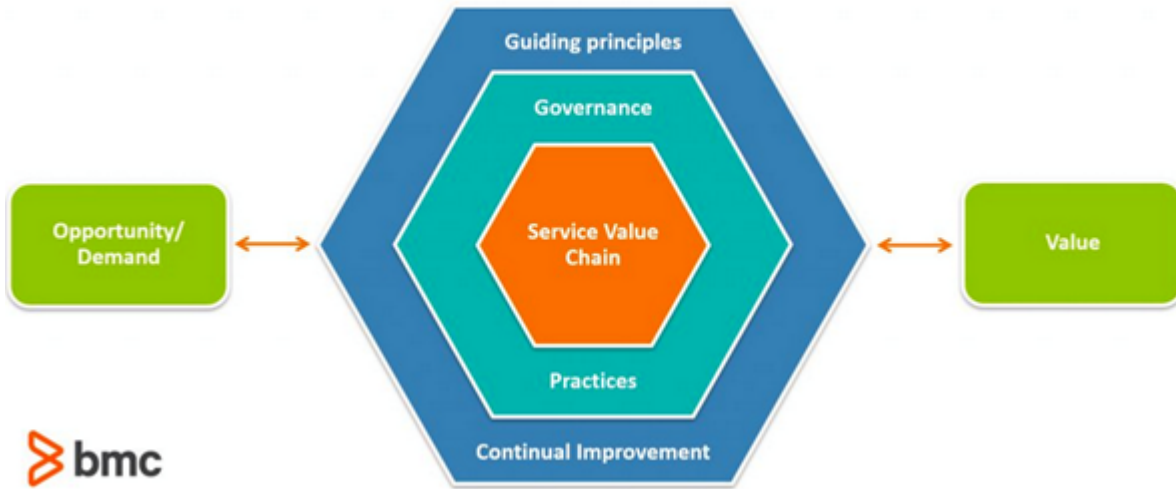 Guiding principles
Governance
Opportunity/
Demand
Service Value
Chain
Value
Practices
Continual Improvement
bmc